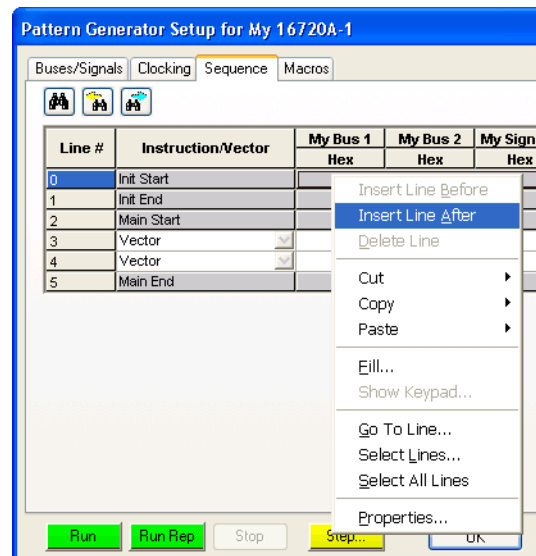 Pattern Generator Setup for My 16720A-1
Buses/Signals Clocking Sequence Macros
Line # Instruction/Vector My Bus 1 My Bus 2 My Sign
Hex Hex Hex
0 Init Start
1 Init End
2 Main Start
3 Vector
4 Vector
5 Main End
Insert Line Before
Insert Line After
Delete Line
Cut
Copy
Paste
Fill...
Show Keypad...
Go To Line...
Select Lines...
Select All Lines
Properties...
Run Run Rep Stop Step... OK